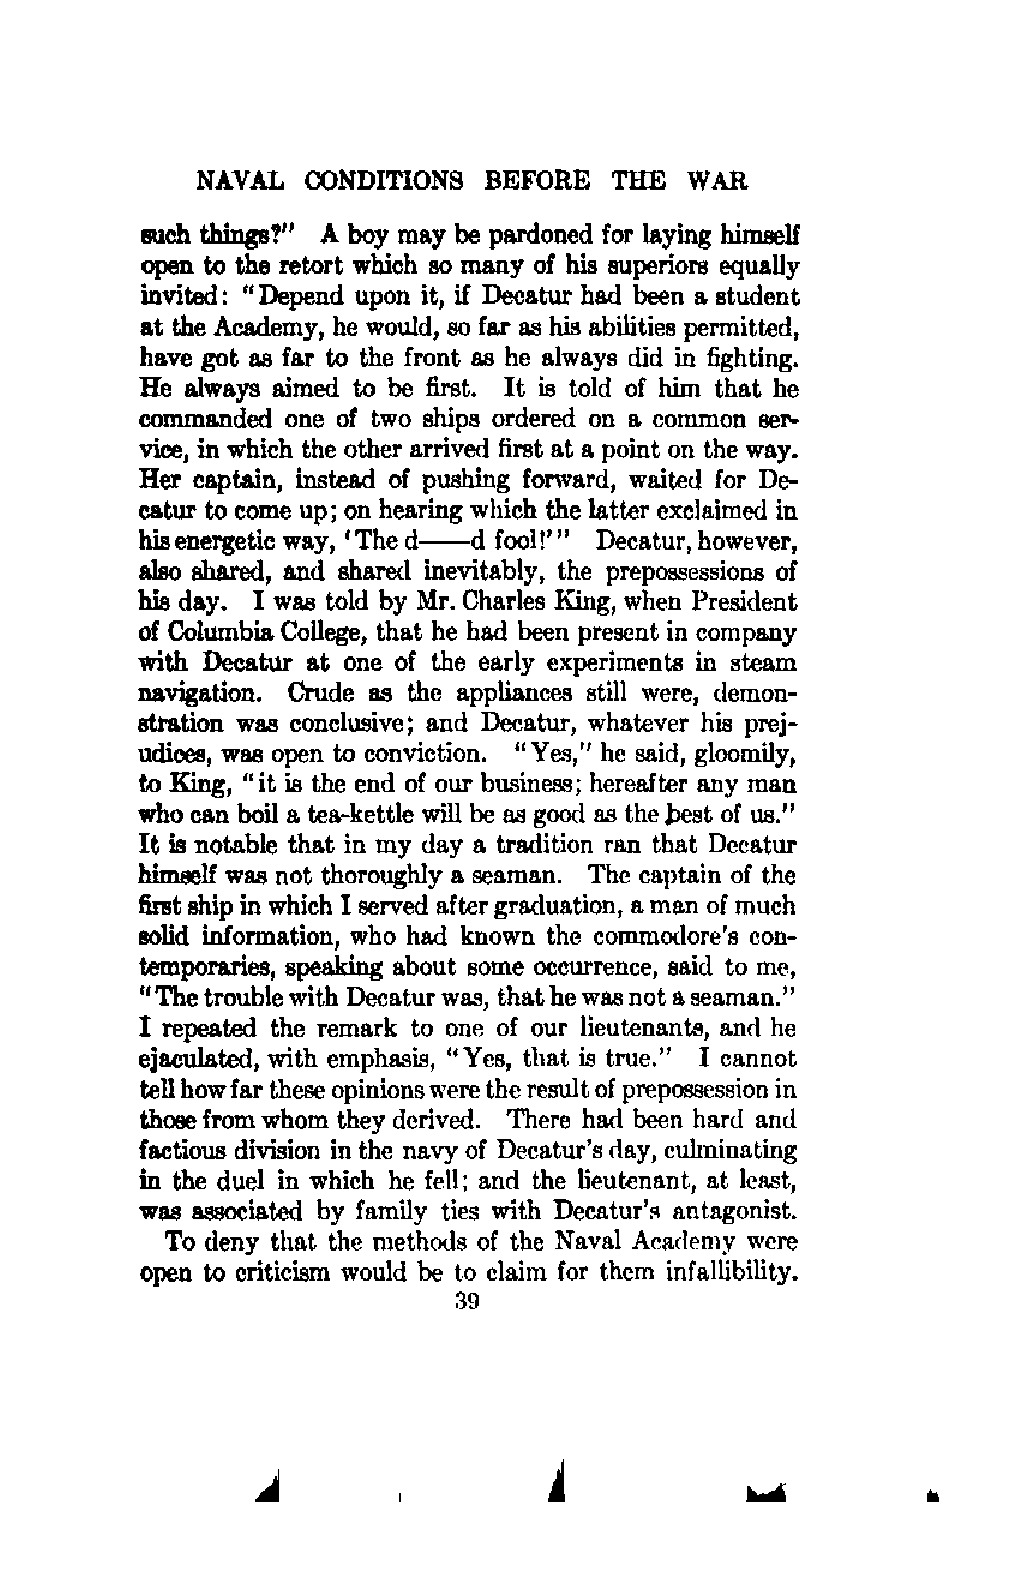 NAVAL CONDITIONS BEFORE THE WAR
such things?" A boy may be pardoned for laying himself
open to the retort which so many of his superiors equally
invited: "Depend upon it, if Decatur had been a student
at the Academy, he would, so far as his abilities permitted,
have got as far to the front as he always did in fighting.
He always aimed to be first. It is told of him that he
commanded one of two ships ordered on a common ser-
vice, in which the other arrived first at a point on the way.
Her captain, instead of pushing forward, waited for De-
catur to come up; on hearing which the latter exclaimed in
his energetic way, 'The d——d fool!'" Decatur, however,
also shared, and shared inevitably, the prepossessions of
his day. I was told by Mr. Charles King, when President
of Columbia College, that he had been present in company
with Decatur at one of the early experiments in steam
navigation. Crude as the appliances still were, demon-
stration was conclusive; and Decatur, whatever his prej-
udices, was open to conviction. "Yes," he said, gloomily,
to King, "it is the end of our business; hereafter any man
who can boil a tea-kettle will be as good as the best of us."
It is notable that in my day a tradition ran that Decatur
himself was not thoroughly a seaman. The captain of the
first ship in which I served after graduation, a man of much
solid information, who had known the commodore's con-
temporaries, speaking about some occurrence, said to me,
"The trouble with Decatur was, that he was not a seaman."
I repeated the remark to one of our lieutenants, and he
ejaculated, with emphasis, "Yes, that is true." I cannot
tell how far these opinions were the result of prepossession in
those from whom they derived. There had been hard and
factious division in the navy of Decatur's day, culminating
in the duel in which he fell; and the lieutenant, at least,
was associated by family ties with Decatur's antagonist.
To deny that the methods of the Naval Academy were
open to criticism would be to claim for them infallibility.
39